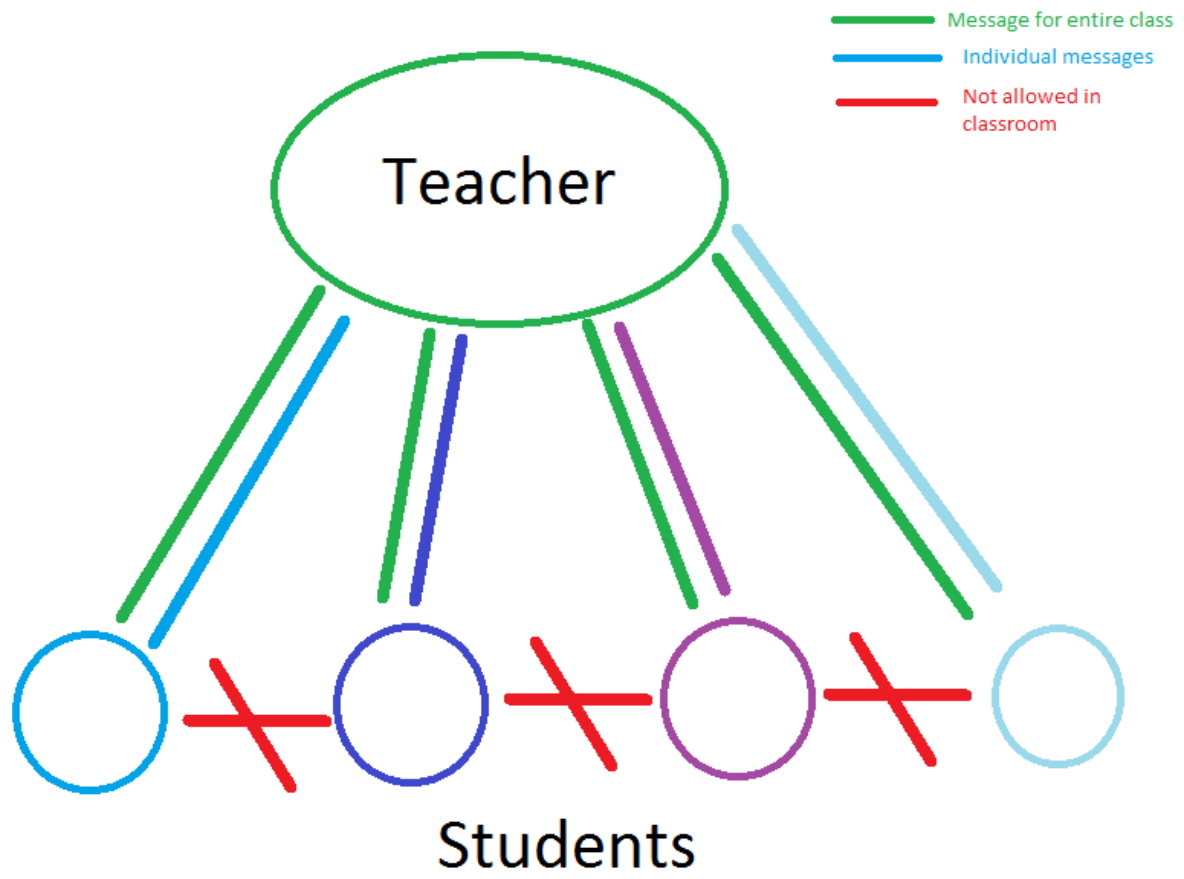 Message for entire class
Individual messages
Not allowed in
classroom
Teacher
Students